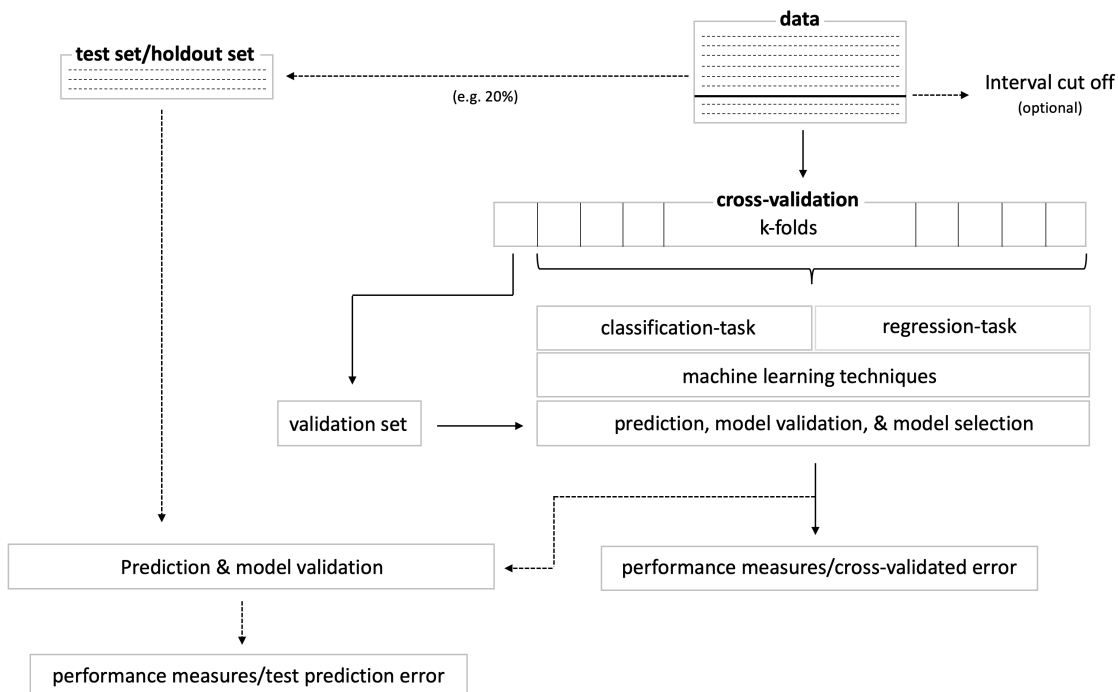 data
test set/holdout set
(e.g. 20%)
Interval cut off
(optional)
cross-validation
k-folds
classification-task
regression-task
machine learning techniques
validation set
prediction, model validation, & model selection
Prediction & model validation
performance measures/cross-validated error
performance measures/test prediction error